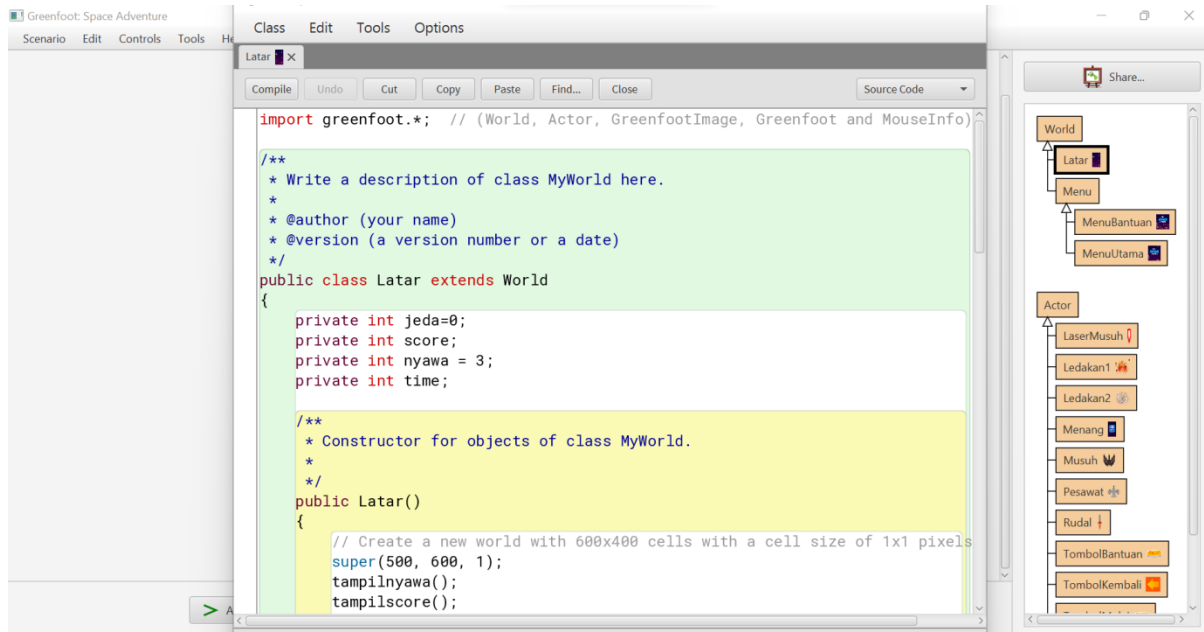 Greenfoot: Space Adventure
Scenario Edit Controls Tools
Class Edit Tools Options
Latar
Compile Undo Cut Copy Paste Find... Close Source Code
import greenfoot.*;  // (World, Actor, GreenfootImage, Greenfoot and MouseInfo)
/**
* Write a description of class MyWorld here.
*
* @author (your name)
* @version (a version number or a date)
*/
public class Latar extends World
{
private int jeda=0;
private int score;
private int nyawa = 3;
private int time;
/**
* Constructor for objects of class MyWorld.
*
*/
public Latar()
{
// Create a new world with 600x400 cells with a cell size of 1x1 pixels
super(500, 600, 1);
tampilnyawa();
tampilscore();
Share...
World
Latar
Menu
MenuBantuan
MenuUtama
Actor
LaserMusuh
Ledakan1
Ledakan2
Menang
Musuh
Pesawat
Rudal
TombolBantuan
TombolKembali